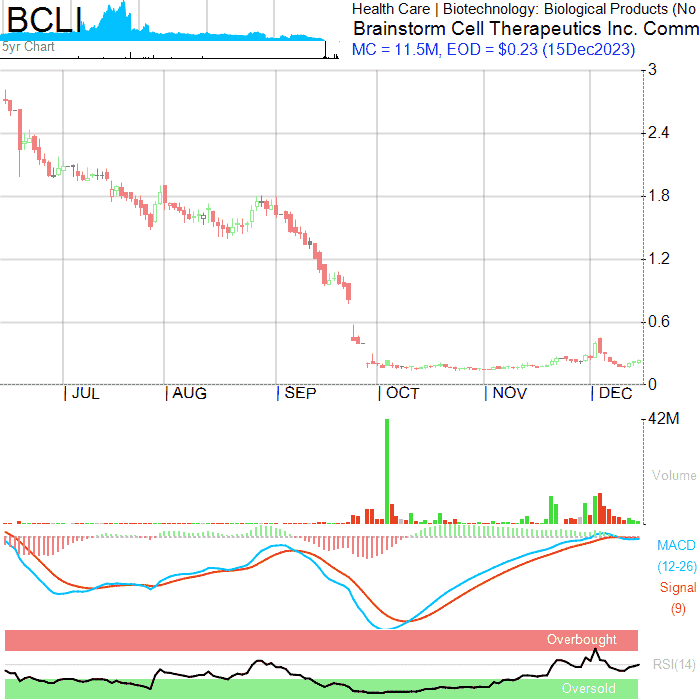 BCLI
5yr Chart
Health Care | Biotechnology: Biological Products (No
Brainstorm Cell Therapeutics Inc. Comm
MC = 11.5M, EOD = $0.23 (15Dec2023)
3
2.4
1.8
1.2
0.6
0
JUL AUG SEP OCT NOV DEC
42M
Volume
MACD
(12-26)
Signal
(9)
Overbought
RSI(14)
Oversold